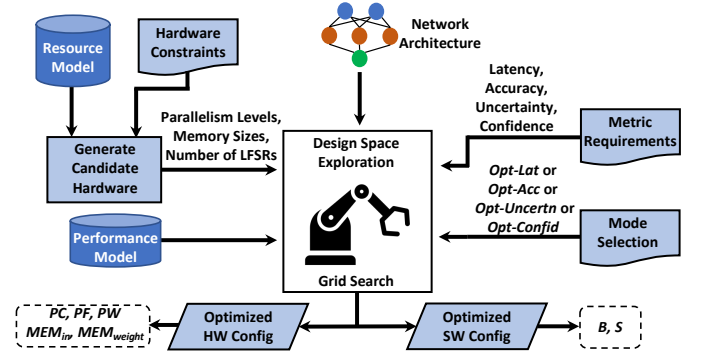 Resource
Model
Hardware
Constraints
Network
Architecture
Parallelism Levels,
Memory Sizes,
Number of LFSRs
Latency,
Accuracy,
Uncertainty,
Confidence
Metric
Requirements
Generate
Candidate
Hardware
Design Space
Exploration
Grid Search
Opt-Lat or
Opt-Acc or
Opt-Uncertn or
Opt-Confid
Mode
Selection
Performance
Model
PC, PF, PW
MEMin, MEMweight
Optimized
HW Config
Optimized
SW Config
B, S